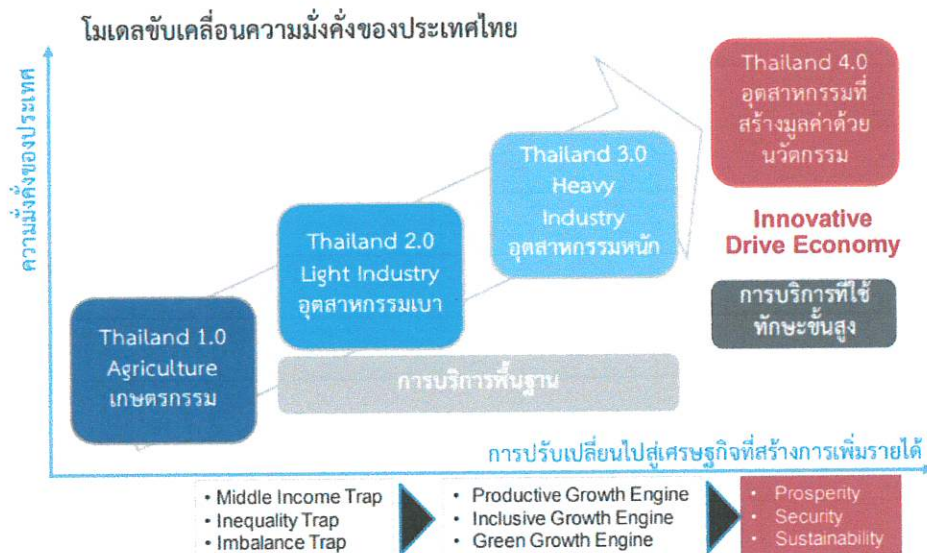 โมเดลขับเคลื่อนความมั่งคั่งของประเทศไทย
ความมั่งคั่งของประเทศ
Thailand 1.0
Agriculture
เกษตรกรรม
Thailand 2.0
Light Industry
อุตสาหกรรมเบา
Thailand 3.0
Heavy
Industry
อุตสาหกรรมหนัก
Thailand 4.0
อุตสาหกรรมที่
สร้างมูลค่าด้วย
นวัตกรรม
Innovative
Drive Economy
การบริการที่ใช้
ทักษะขั้นสูง
การบริการพื้นฐาน
การปรับเปลี่ยนไปสู่เศรษฐกิจที่สร้างการเพิ่มรายได้
• Middle Income Trap
• Inequality Trap
• Imbalance Trap
• Productive Growth Engine
• Inclusive Growth Engine
• Green Growth Engine
• Prosperity
• Security
• Sustainability